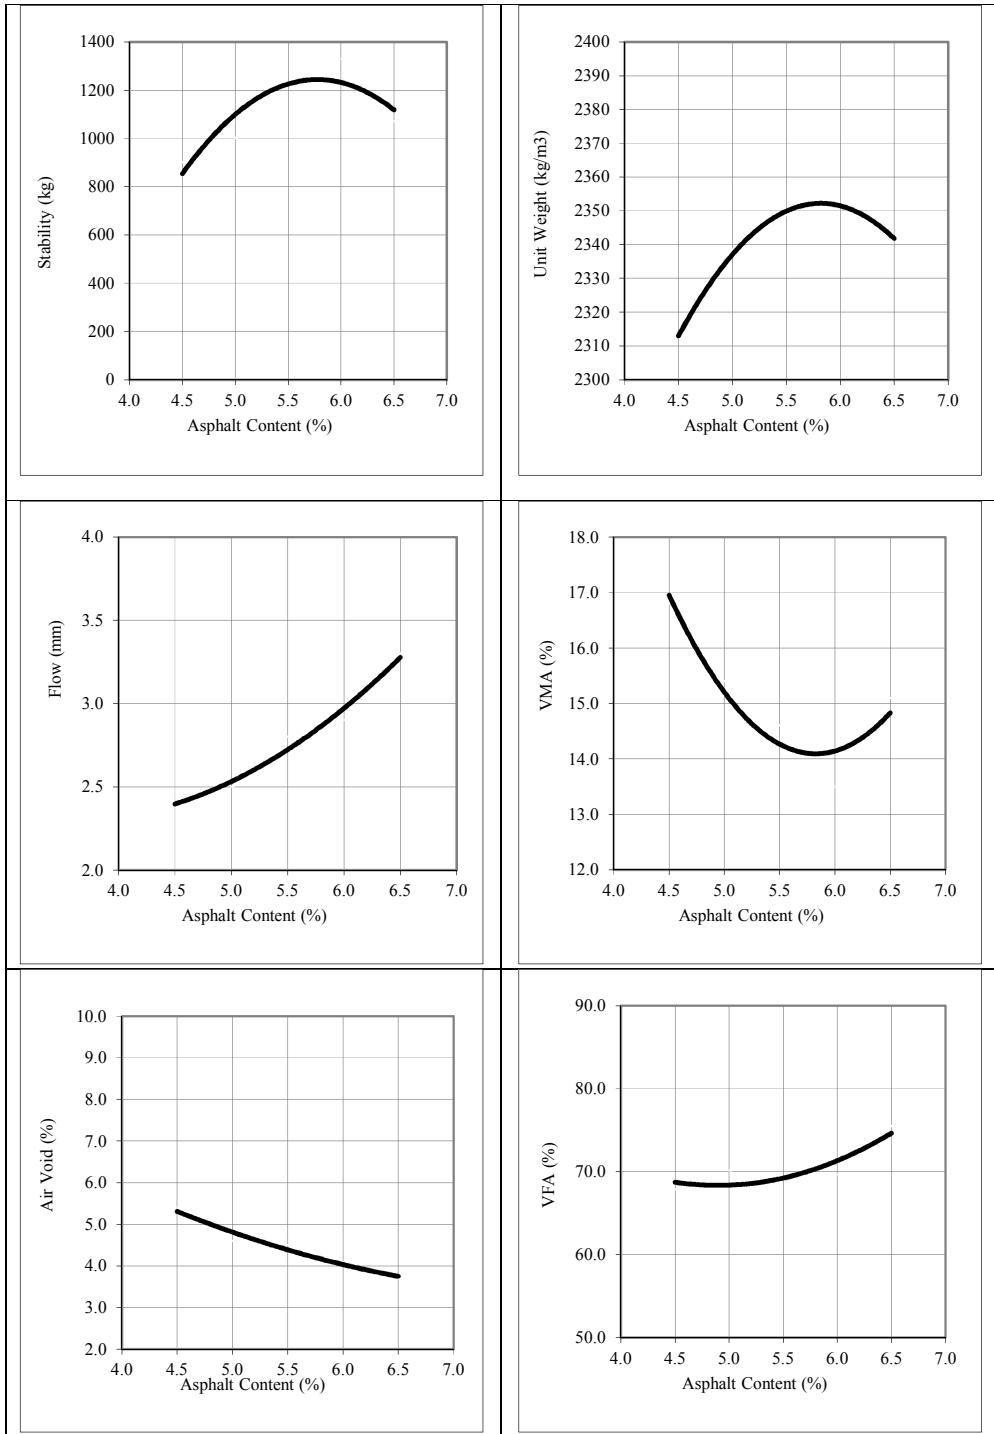 1400
1200
1000
800
600
400
200
0
Stability (kg)
4.0 4.5 5.0 5.5 6.0 6.5 7.0
Asphalt Content (%)
2400
2390
2380
2370
2360
2350
2340
2330
2320
2310
2300
Unit Weight (kg/m3)
4.0 4.5 5.0 5.5 6.0 6.5 7.0
Asphalt Content (%)
4.0
3.5
3.0
2.5
2.0
Flow (mm)
4.0 4.5 5.0 5.5 6.0 6.5 7.0
Asphalt Content (%)
18.0
17.0
16.0
15.0
14.0
13.0
12.0
VMA (%)
4.0 4.5 5.0 5.5 6.0 6.5 7.0
Asphalt Content (%)
10.0
9.0
8.0
7.0
6.0
5.0
4.0
3.0
2.0
Air Void (%)
4.0 4.5 5.0 5.5 6.0 6.5 7.0
Asphalt Content (%)
90.0
80.0
70.0
60.0
50.0
VFA (%)
4.0 4.5 5.0 5.5 6.0 6.5 7.0
Asphalt Content (%)